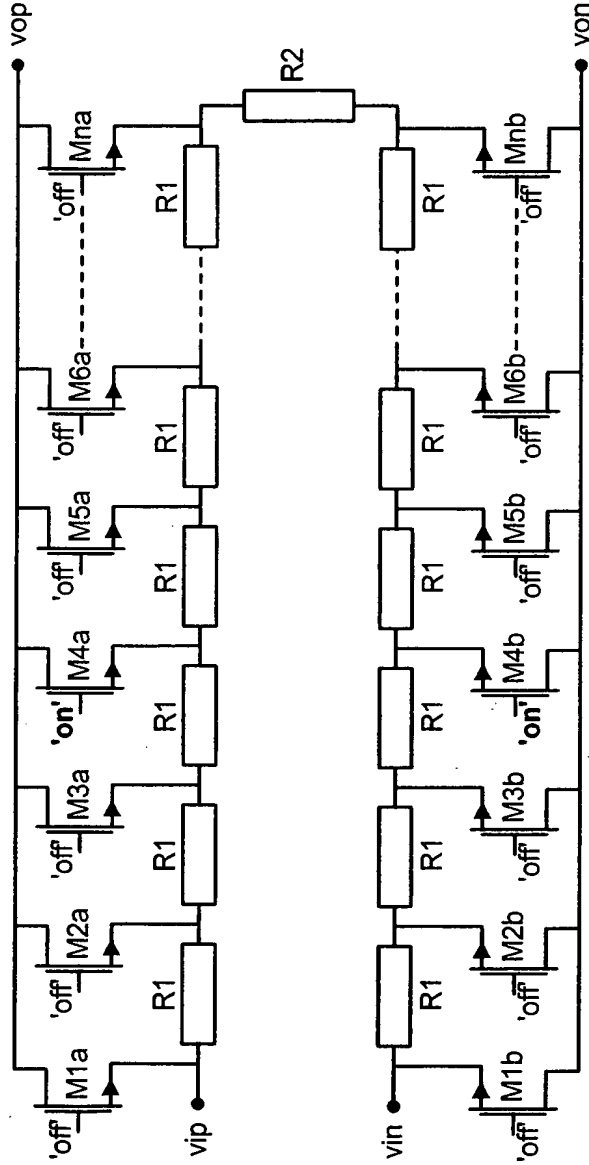 vop
M1a
M2a
M3a
M4a
M5a
M6a
Mna
'off'
'off'
'off'
'on'
'off'
'off'
'off'
R1
R1
R1
R1
R1
R1
vip
R2
vin
R1
R1
R1
R1
R1
R1
M1b
M2b
M3b
M4b
M5b
M6b
Mnb
'off'
'off'
'off'
'on'
'off'
'off'
'off'
von